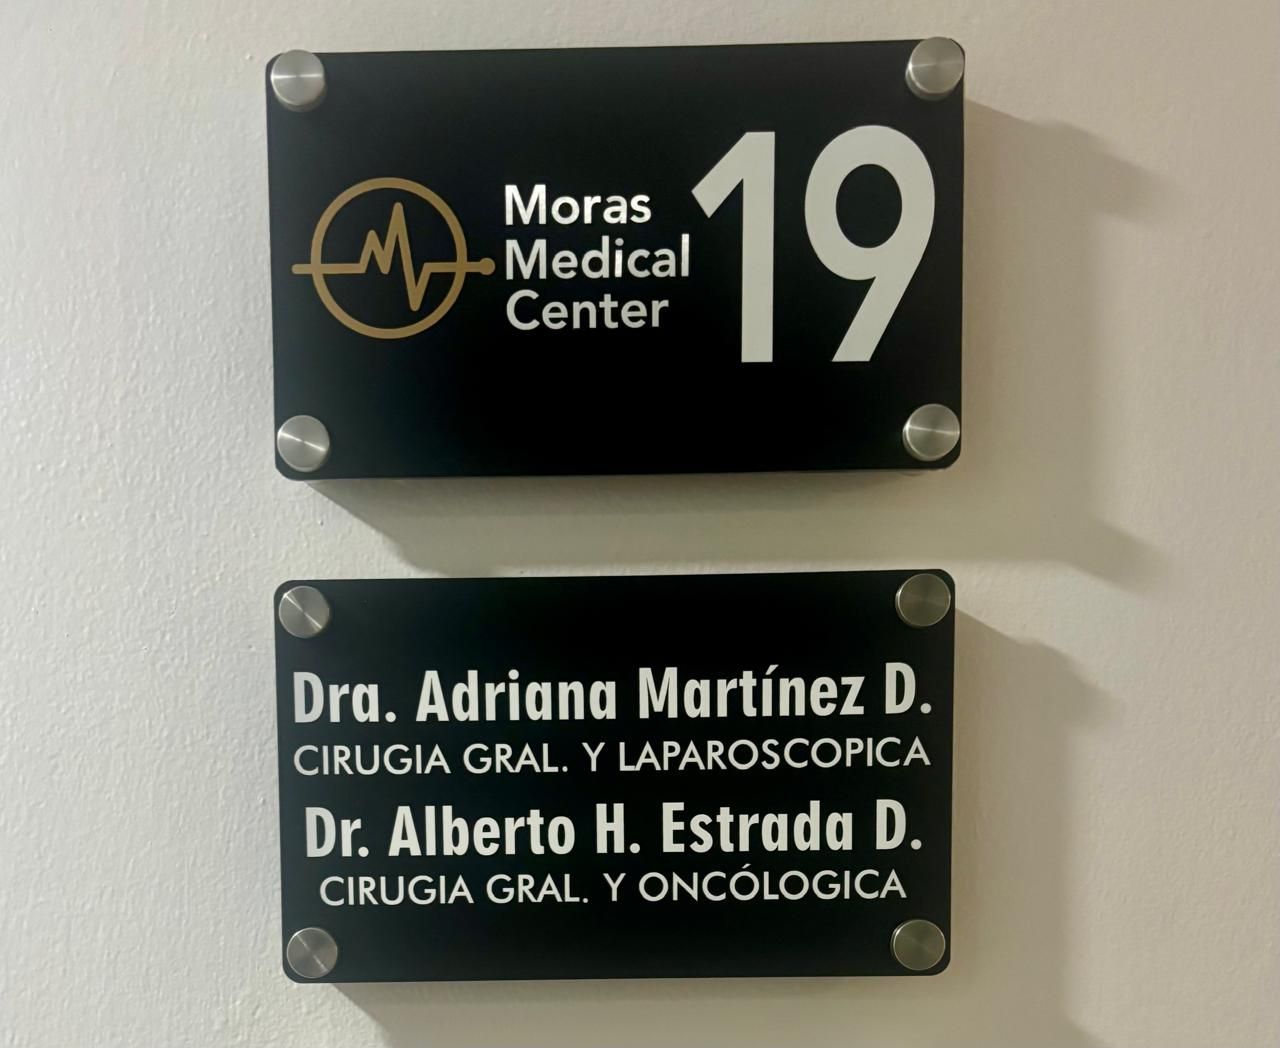 Moras
Medical
Center
19
Dra. Adriana Martínez D.
CIRUGIA GRAL. Y LAPAROSCOPICA
Dr. Alberto H. Estrada D.
CIRUGIA GRAL. Y ONCÓLOGICA